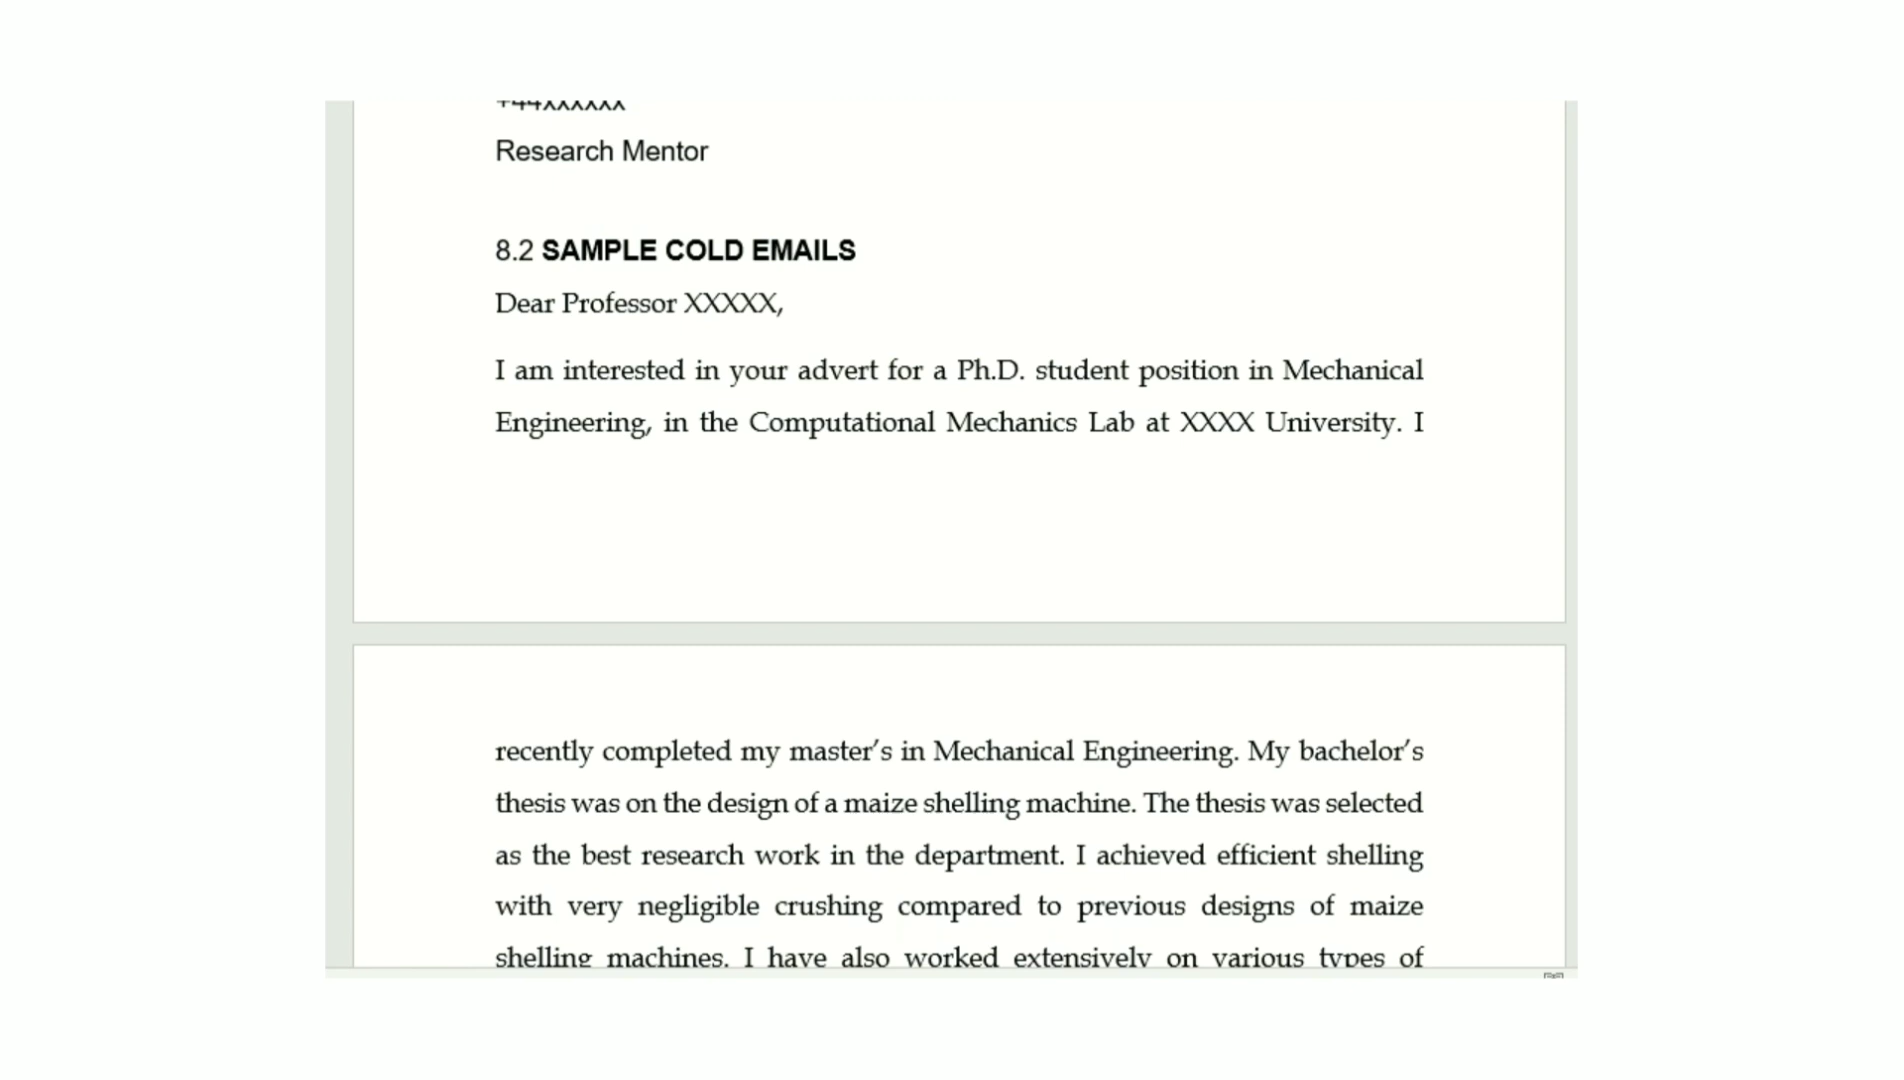 +44xxxxxx
Research Mentor
8.2 SAMPLE COLD EMAILS
Dear Professor XXXXX,
I am interested in your advert for a Ph.D. student position in Mechanical
Engineering, in the Computational Mechanics Lab at XXXX University. I
recently completed my master’s in Mechanical Engineering. My bachelor’s
thesis was on the design of a maize shelling machine. The thesis was selected
as the best research work in the department. I achieved efficient shelling
with very negligible crushing compared to previous designs of maize
shelling machines. I have also worked extensively on various types of